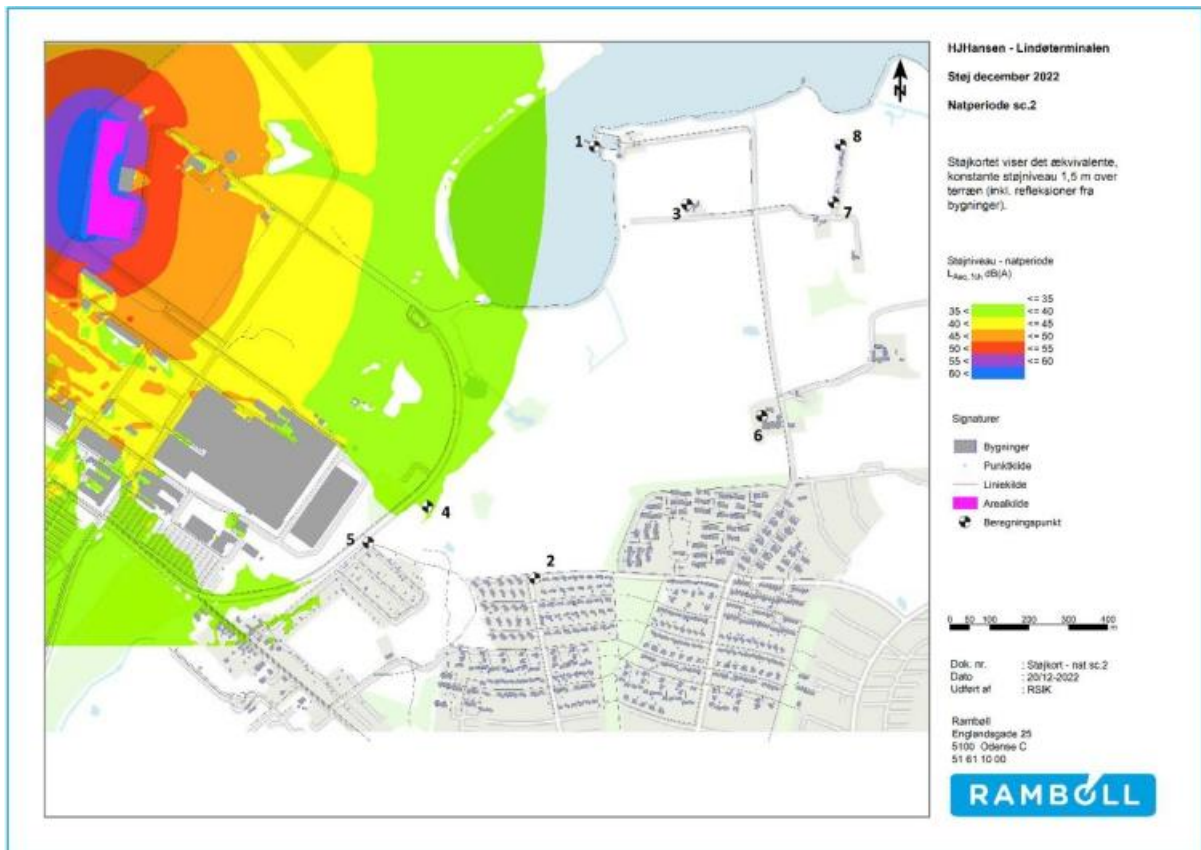 HJHansen - Lindøterminalen
Støj december 2022
Natperiode sc.2
N
Støjkortet viser det ækvivalente,
konstante støjniveau 1,5 m over
terræn (inkl. refleksioner fra
bygninger).
Støjniveau - natperiode
dB(A)
<= 35
35 < <= 40
40 < <= 45
45 < <= 50
50 < <= 55
55 < <= 60
60 <
Signaturer
Bygninger
Punktkilde
Liniekilde
Arealkilde
Beregningspunkt
1
8
3
7
6
4
5
2
0 50 100 200 300 400
m
Dok. nr. : Støjkort - nat sc.2
Dato : 20/12-2022
Udført af : RSIK
Rambøll
Englandsgade 25
5100 Odense C
51 61 10 00
RAMBOLL